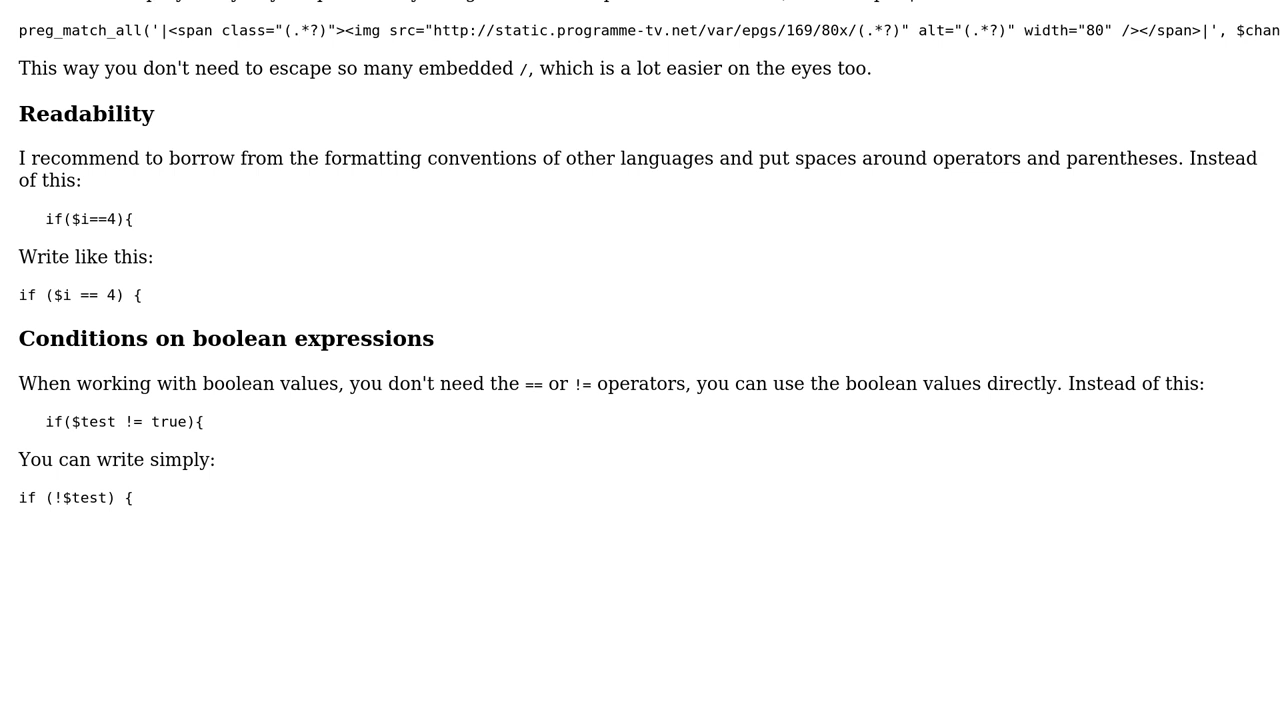 preg_match_all('|<span class="(.*?)"><img src="http://static.programme-tv.net/var/epgs/169/80x/(.*?)" alt="(.*?)" width="80" /></span>|', $chan
This way you don't need to escape so many embedded /, which is a lot easier on the eyes too.
Readability
I recommend to borrow from the formatting conventions of other languages and put spaces around operators and parentheses. Instead
of this:
if($i==4){
Write like this:
if ($i == 4) {
Conditions on boolean expressions
When working with boolean values, you don't need the == or != operators, you can use the boolean values directly. Instead of this:
if($test != true){
You can write simply:
if (!$test) {